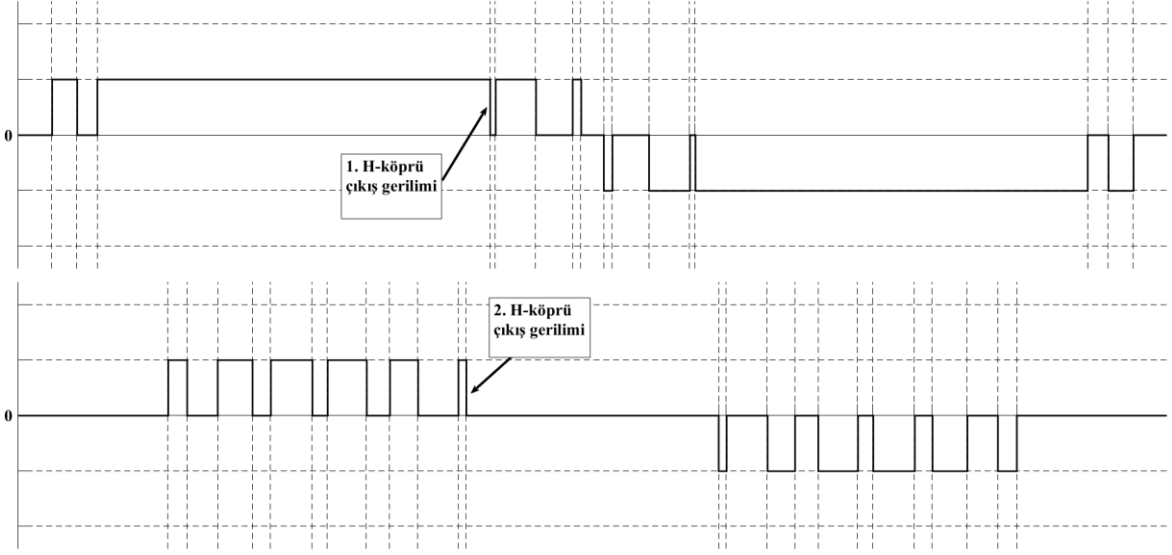 0
1. H-köprü
çıkış gerilimi
2. H-köprü
çıkış gerilimi
0